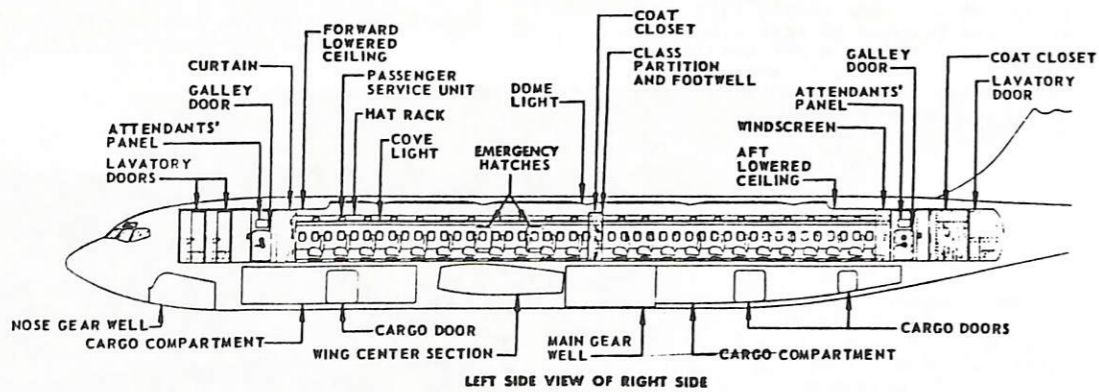 FORWARD
LOWERED
CEILING
CURTAIN
PASSENGER
SERVICE UNIT
GALLEY
DOOR
HAT RACK
ATTENDANTS'
PANEL
COVE
LIGHT
LAVATORY
DOORS
EMERGENCY
HATCHES
DOME
LIGHT
COAT
CLOSET
CLASS
PARTITION
AND FOOTWELL
GALLEY
DOOR
COAT CLOSET
ATTENDANTS'
PANEL
LAVATORY
DOOR
WINDSCREEN
AFT
LOWERED
CEILING
NOSE GEAR WELL
CARGO COMPARTMENT
CARGO DOOR
WING CENTER SECTION
MAIN GEAR
WELL
CARGO COMPARTMENT
CARGO DOORS
LEFT SIDE VIEW OF RIGHT SIDE